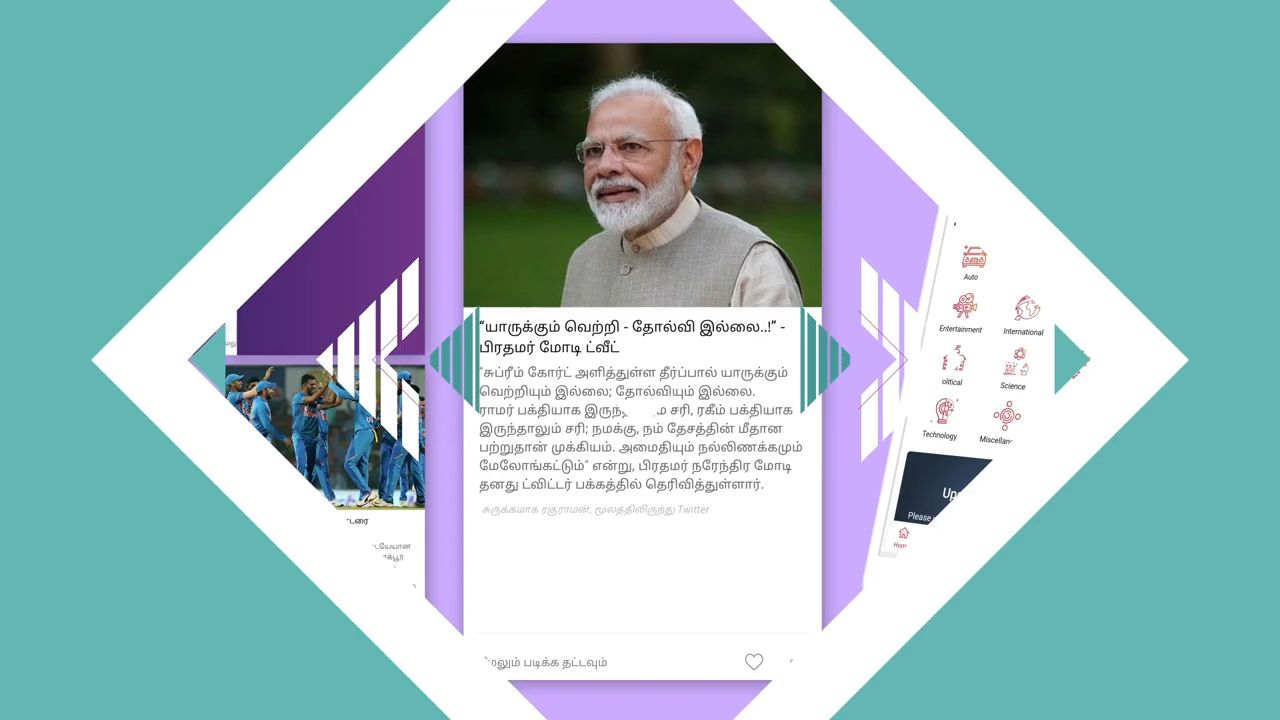 “யாருக்கும் வெற்றி - தோல்வி இல்லை..!” -
பிரதமர் மோடி ட்வீட்
"சுப்ரீம் கோர்ட் அளித்துள்ள தீர்ப்பால் யாருக்கும்
வெற்றியும் இல்லை; தோல்வியும் இல்லை.
ராமர் பக்தியாக சரி, ரகீம் பக்தியாக
இருந்தாலும் சரி; நமக்கு, நம் தேசத்தின் மீதான
பற்றுதான் முக்கியம். அமைதியும் நல்லிணக்கமும்
மேலோங்கட்டும்" என்று, பிரதமர் நரேந்திர மோடி
தனது ட்விட்டர் பக்கத்தில் தெரிவித்துள்ளார்.
சுருக்கமாக ரகுராமன், மூலத்திலிருந்து Twitter
படிக்க தட்டவும்
Auto
Entertainment
International
Science
Technology
Please